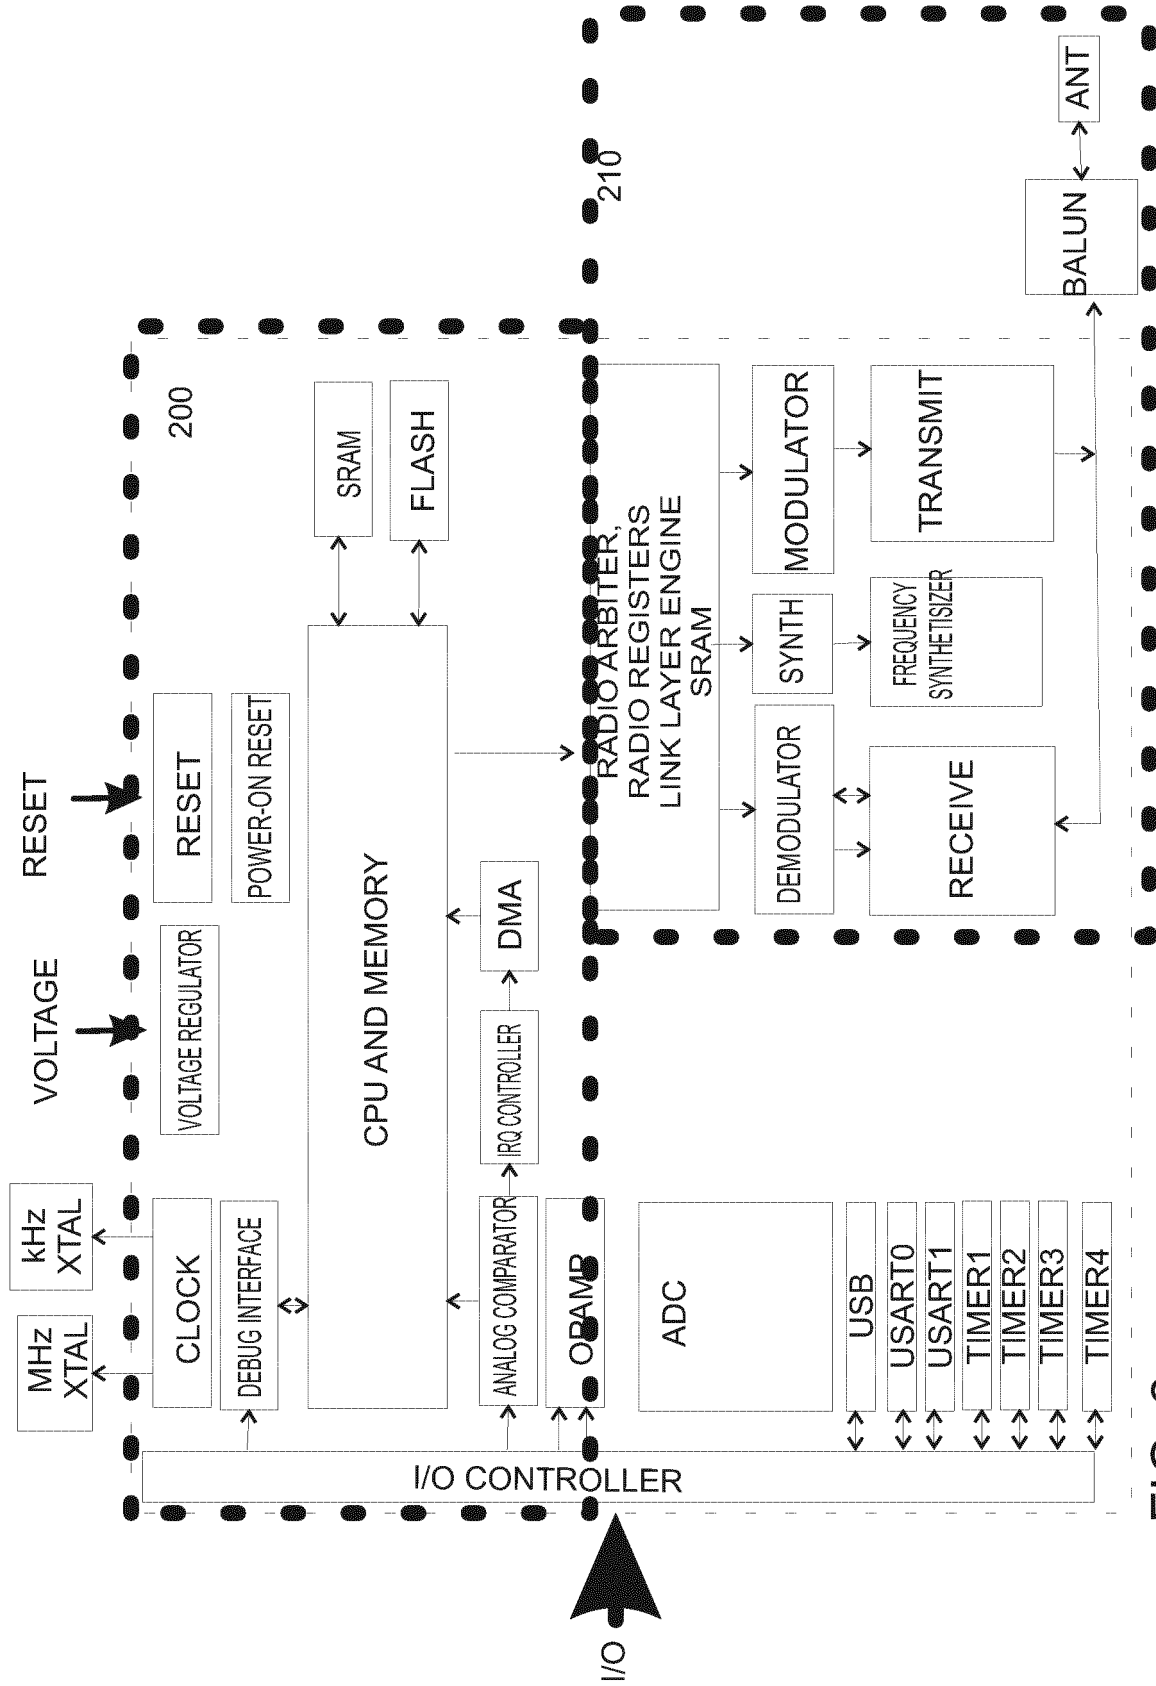 RESET
VOLTAGE
kHz
XTAL
MHz
XTAL
200
RESET
POWER-ON RESET
VOLTAGE REGULATOR
CLOCK
DEBUG INTERFACE
SRAM
FLASH
CPU AND MEMORY
DMA
IRQ CONTROLLER
ANALOG COMPARATOR
OPAMP
I/O CONTROLLER
I/O
210
RADIO ARBITER,
RADIO REGISTERS
LINK LAYER ENGINE
SRAM
MODULATOR
SYNTH
DEMODULATOR
TRANSMIT
FREQUENCY
SYNTHETISIZER
RECEIVE
BALUN
ANT
ADC
USB
USART0
USART1
TIMER1
TIMER2
TIMER3
TIMER4